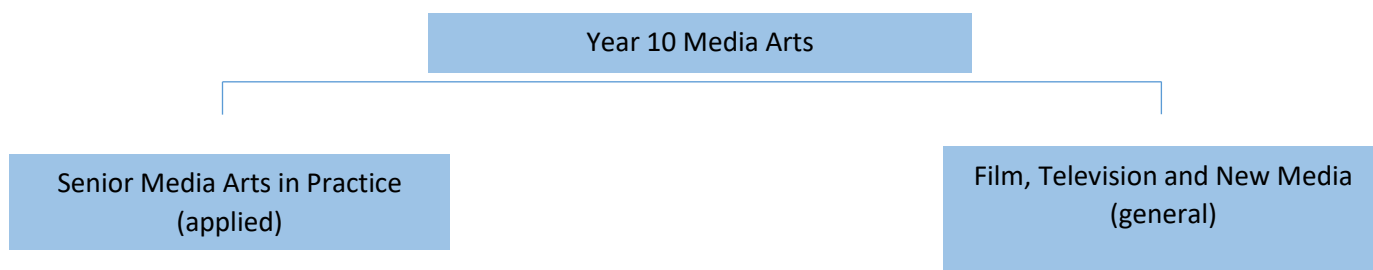 Year 10 Media Arts
Senior Media Arts in Practice
(applied)
Film, Television and New Media
(general)